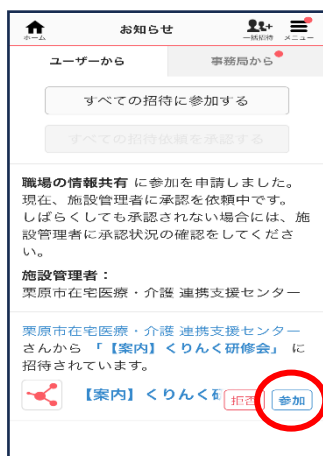 お知らせ
ホーム
一括招待
メニュー
ユーザーから
事務局から
すべての招待に参加する
すべての招待依頼を承認する
職場の情報共有 に参加を申請しました。
現在、施設管理者に承認を依頼中です。
しばらくしても承認されない場合には、施
設管理者に承認状況の確認をしてくださ
い。
施設管理者：
栗原市在宅医療・介護 連携支援センター
栗原市在宅医療・介護 連携支援センター
さんから 「【案内】くりんく研修会」 に
招待されています。
【案内】くりんく研
拒否
参加